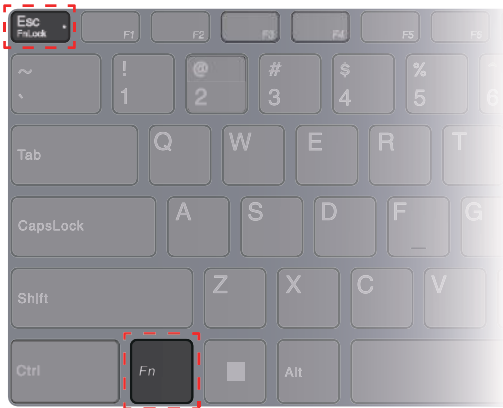 Esc F1 F2 F3 F4 F5 F6
FnLock
~ ! @ # $ % ^
` 1 2 3 4 5 6
Tab Q W E R T
CapsLock A S D F G
Shift Z X C V
Ctrl Fn Alt